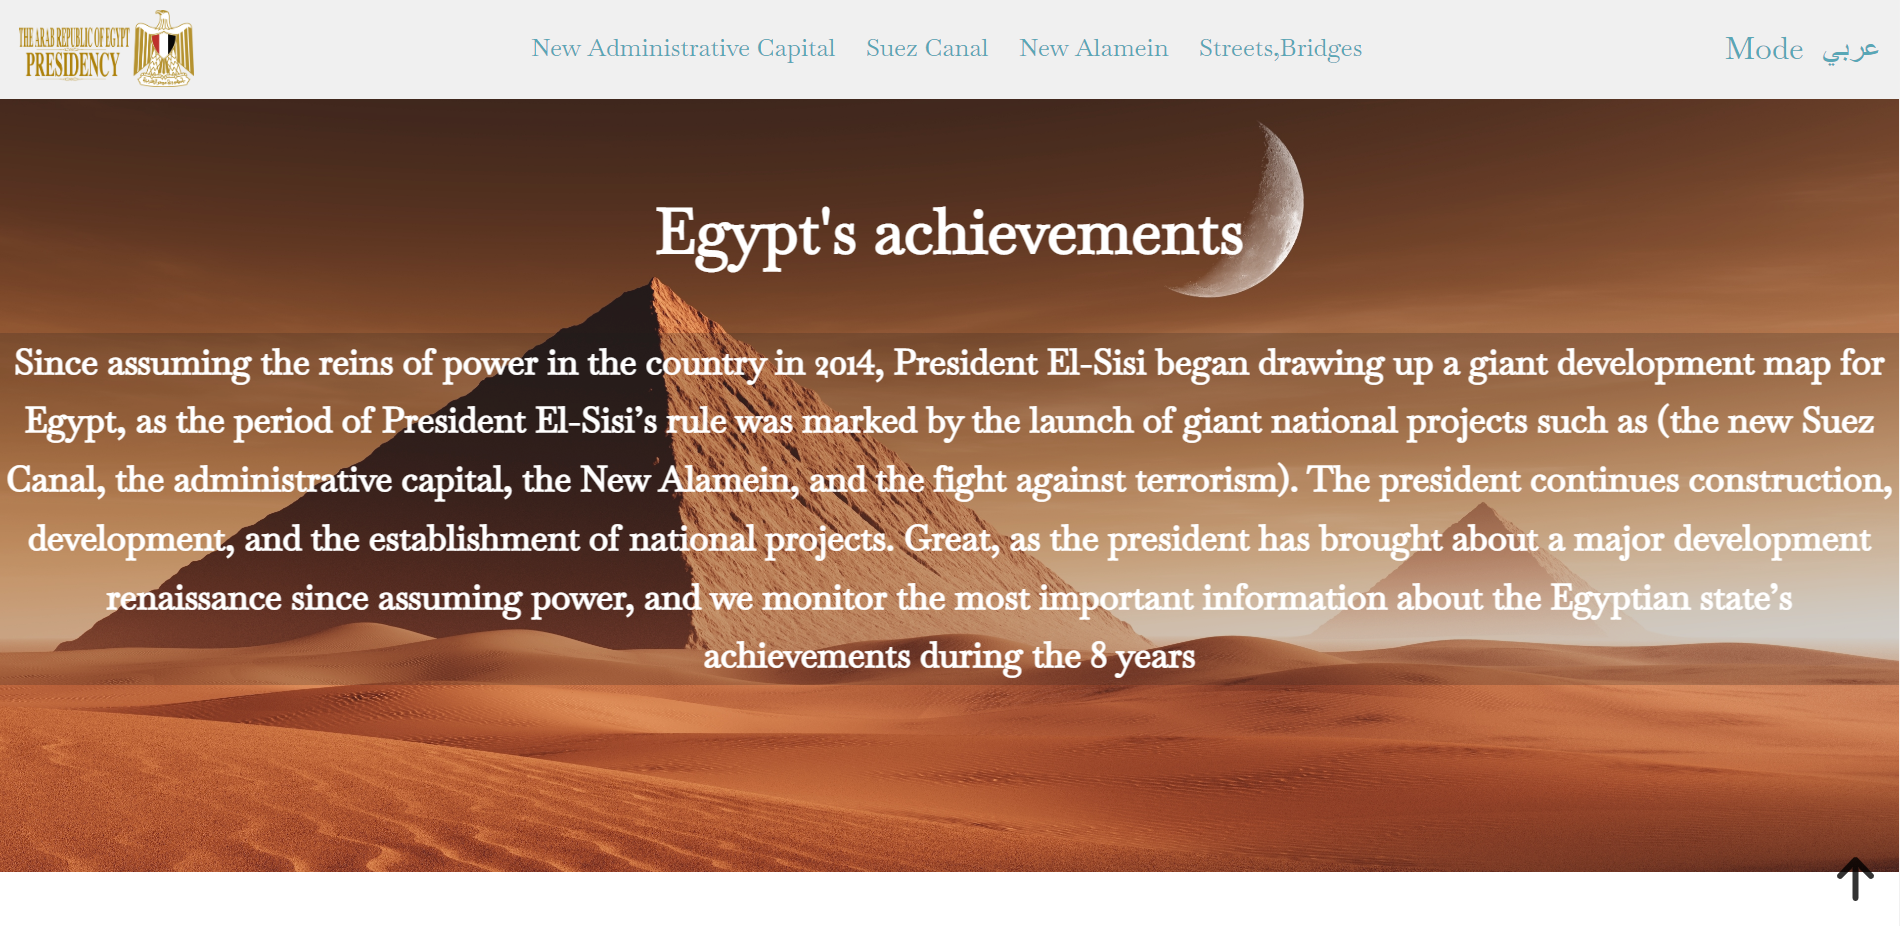 THE ARAB REPUBLIC OF EGYPT
PRESIDENCY
New Administrative Capital
Suez Canal
New Alamein
Streets,Bridges
Mode
عربي
Egypt's achievements
Since assuming the reins of power in the country in 2014, President El-Sisi began drawing up a giant development map for
Egypt, as the period of President El-Sisi’s rule was marked by the launch of giant national projects such as (the new Suez
Canal, the administrative capital, the New Alamein, and the fight against terrorism). The president continues construction,
development, and the establishment of national projects. Great, as the president has brought about a major development
renaissance since assuming power, and we monitor the most important information about the Egyptian state’s
achievements during the 8 years